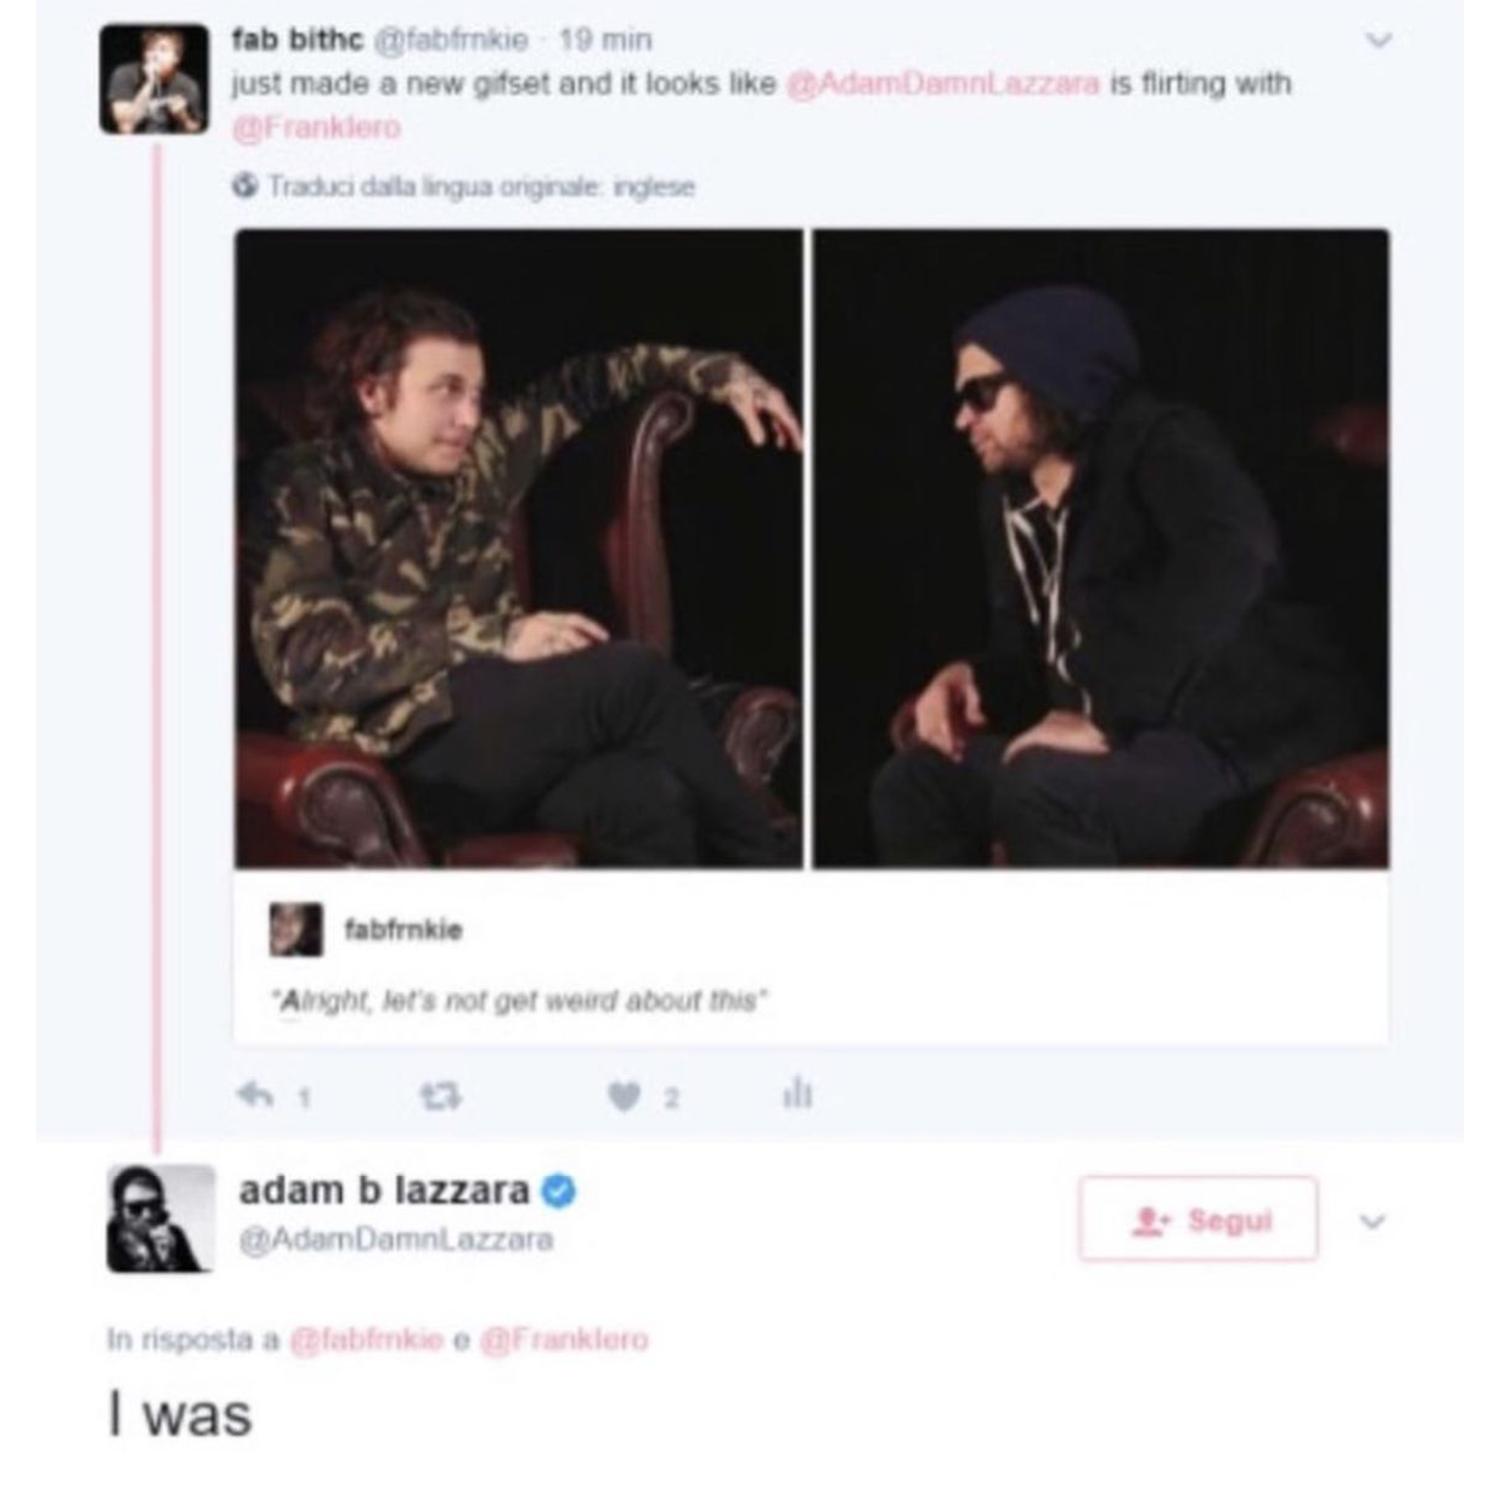 fab bithc @fabfrnkie · 19 min
just made a new gifset and it looks like @AdamDamnLazzara is flirting with
@FrankIero
Traduci dalla lingua originale: inglese
fabfrnkie
"Alright, let's not get weird about this"
1 2
adam b lazzara
Segui
@AdamDamnLazzara
In risposta a @fabfrnkie e @FrankIero
I was